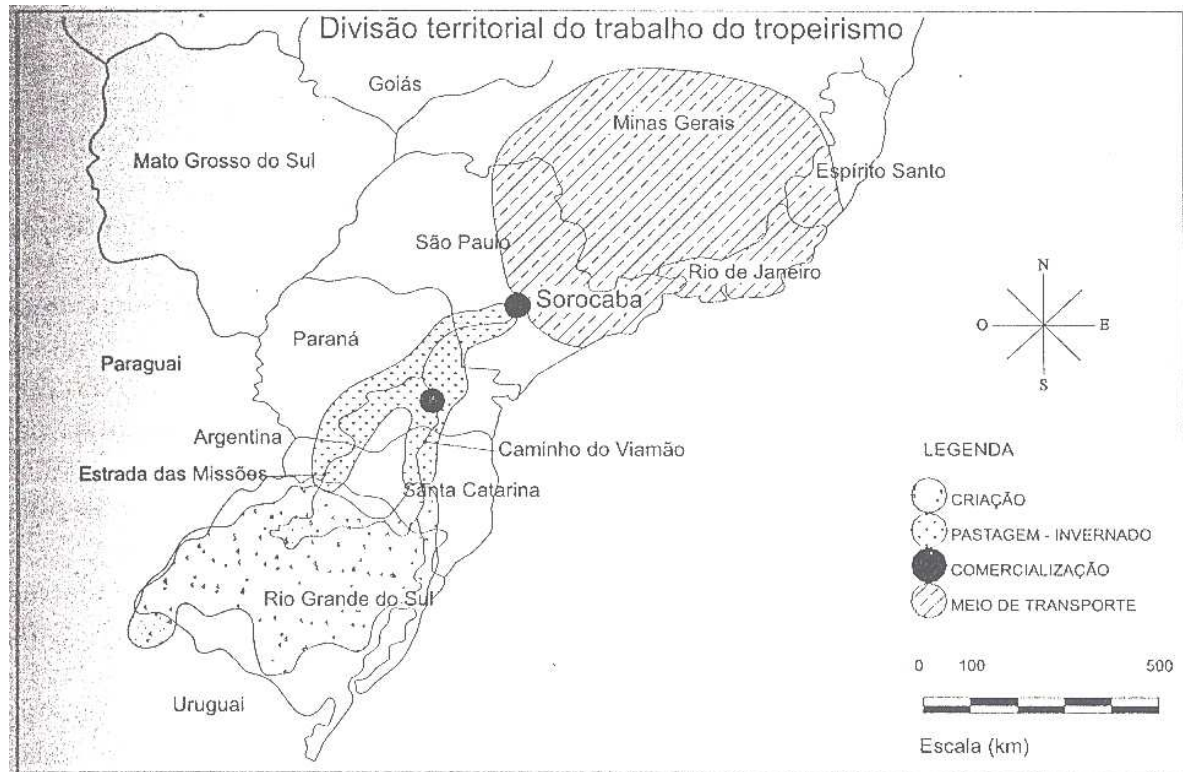 Divisão territorial do trabalho do tropeirismo
Goiás
Minas Gerais
Mato Grosso do Sul
Espírito Santo
São Paulo
Rio de Janeiro
Sorocaba
N
O
E
S
Paraná
Paraguai
Argentina
Caminho do Viamão
Estrada das Missões
Santa Catarina
Rio Grande do Sul
Uruguai
LEGENDA
CRIAÇÃO
PASTAGEM - INVERNADO
COMERCIALIZAÇÃO
MEIO DE TRANSPORTE
0 100 500
Escala (km)